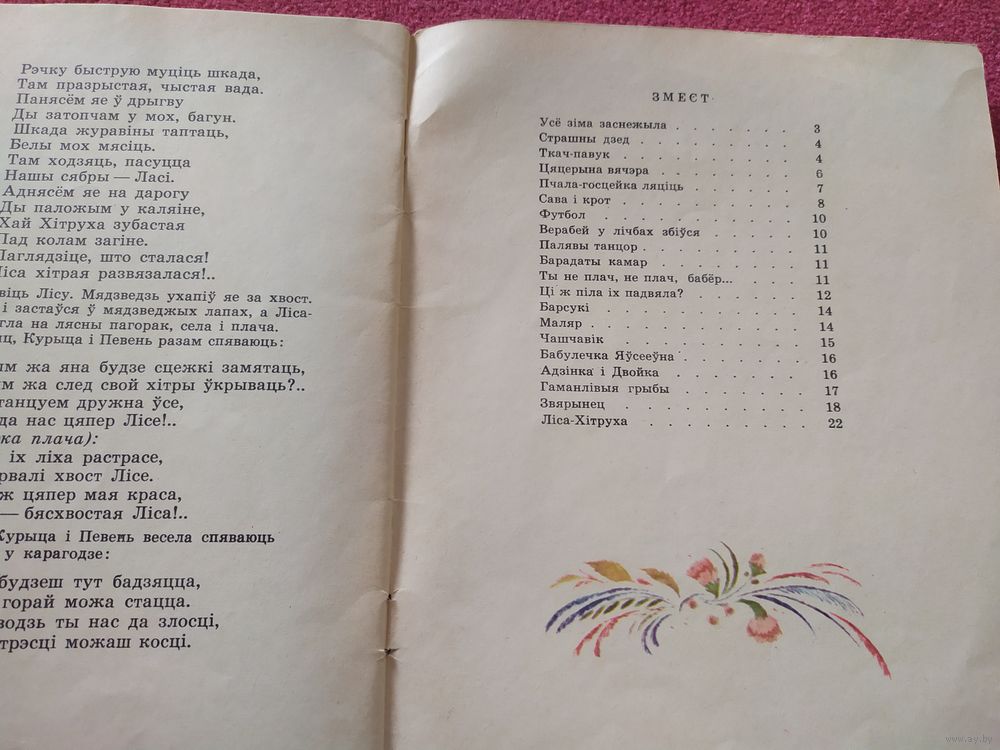 Рэчку быструю муціць шкада,
Там празрыстая, чыстая вада.
Панясём яе ў дрыгву
Ды затопчам у мох, багун.
Шкада журавіны таптаць,
Белы мох мясіць.
Там ходзяць, пасуцца
Нашы сябры — Ласі.
Аднясём яе на дарогу
Ды паложым у каляіне,
Хай Хітруха зубастая
Пад колам загіне.
Паглядзіце, што сталася!
Ліса хітрая развязалася!..
віць Лісу. Мядзведзь ухапіў яе за хвост.
і застаўся ў мядзведжых лапах, а Ліса-
гла на лясны пагорак, села і плача.
яц, Курыца і Певень разам спяваюць:
ым жа яна будзе сцежкі замятаць,
ым жа след свой хітры ўкрываць?..
танцуем дружна ўсе,
да нас цяпер Лісе!..
ка плача):
іх ліха растрасе,
рвалі хвост Лісе.
ж цяпер мая краса,
— бясхвостая Ліса!..
Курыца і Певень весела спяваюць
у карагодзе:
будзеш тут бадзяцца,
горай можа стацца.
водзь ты нас да злосці,
трэсці можаш косці.
ЗМЕСТ
Усё зіма заснежыла . . . . . . . 3
Страшны дзед . . . . . . . . . 4
Ткач-павук . . . . . . . . . 4
Цяцерына вячэра . . . . . . . . 6
Пчала-госцейка ляціць . . . . . . 7
Сава і крот . . . . . . . . . 8
Футбол . . . . . . . . . . 10
Верабей у лічбах збіўся . . . . . 10
Палявы танцор . . . . . . . . 11
Барадаты камар . . . . . . . . 11
Ты не плач, не плач, бабёр... . . . . 11
Ці ж піла іх падвяла? . . . . . . 12
Барсукі . . . . . . . . . . 14
Маляр . . . . . . . . . . 14
Чашчавік . . . . . . . . . 15
Бабулечка Яўсееўна . . . . . . . 16
Адзінка і Двойка . . . . . . . 16
Гаманлівыя грыбы . . . . . . . 17
Звярынец . . . . . . . . . 18
Ліса-Хітруха . . . . . . . . 22
www.ay.by